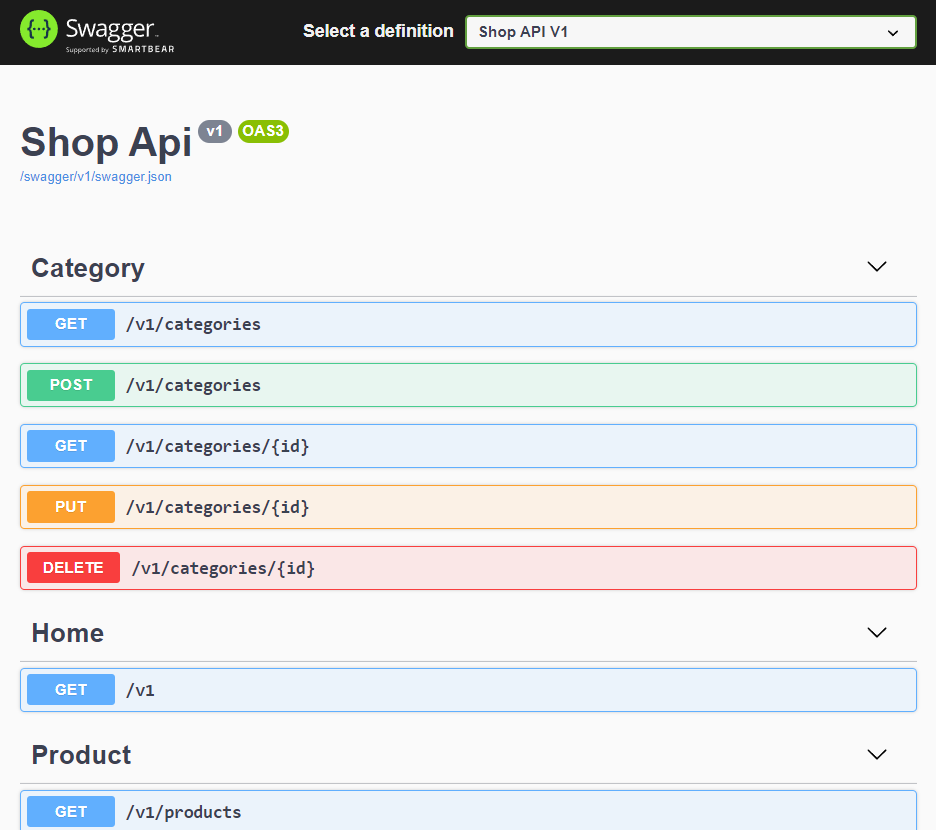 Swagger™
Supported by SMARTBEAR
Select a definition
Shop API V1
Shop Api v1 OAS3
/swagger/v1/swagger.json
Category
GET /v1/categories
POST /v1/categories
GET /v1/categories/{id}
PUT /v1/categories/{id}
DELETE /v1/categories/{id}
Home
GET /v1
Product
GET /v1/products